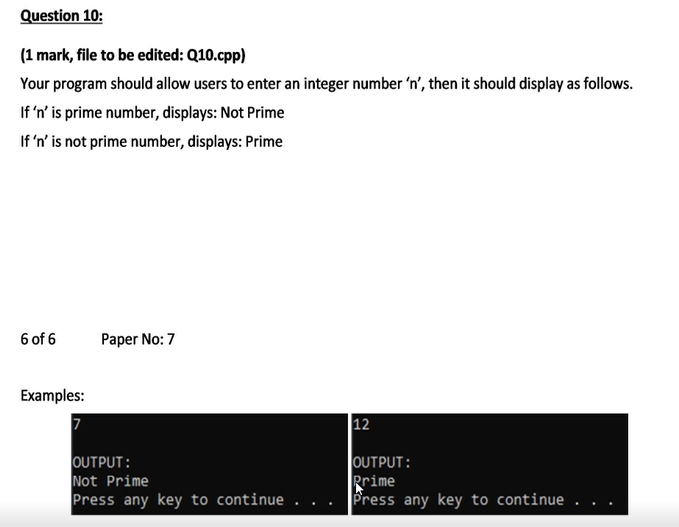 Question 10:
(1 mark, file to be edited: Q10.cpp)
Your program should allow users to enter an integer number ‘n’, then it should display as follows.
If ‘n’ is prime number, displays: Not Prime
If ‘n’ is not prime number, displays: Prime
6 of 6 Paper No: 7
Examples:
7
OUTPUT:
Not Prime
Press any key to continue . . .
12
OUTPUT:
Prime
Press any key to continue . . .